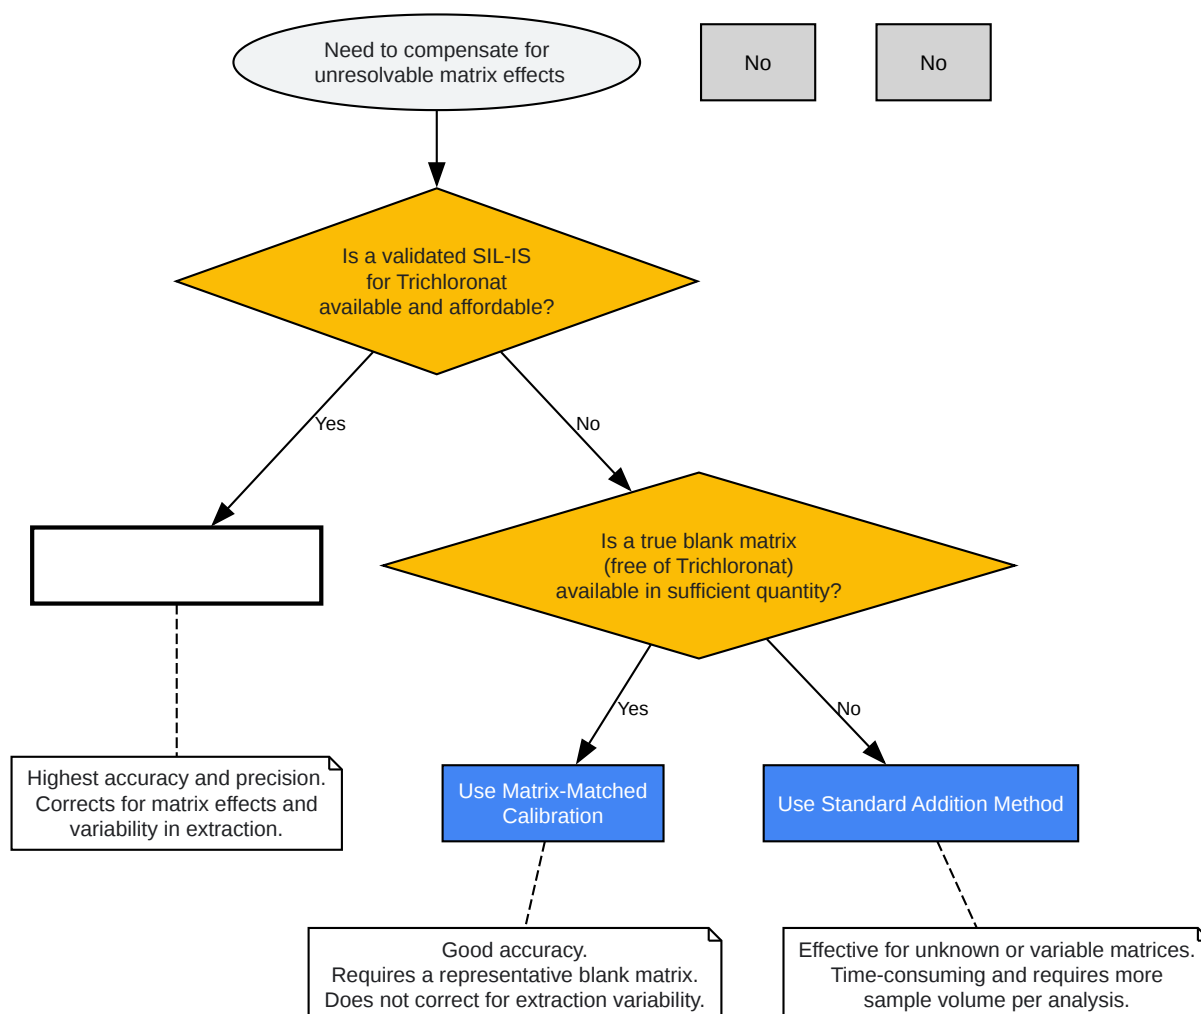 Need to compensate for
unresolvable matrix effects
No
No
Is a validated SIL-IS
for Trichloronat
available and affordable?
Yes
No
Is a true blank matrix
(free of Trichloronat)
available in sufficient quantity?
Yes
No
Highest accuracy and precision.
Corrects for matrix effects and
variability in extraction.
Use Matrix-Matched
Calibration
Use Standard Addition Method
Good accuracy.
Requires a representative blank matrix.
Does not correct for extraction variability.
Effective for unknown or variable matrices.
Time-consuming and requires more
sample volume per analysis.